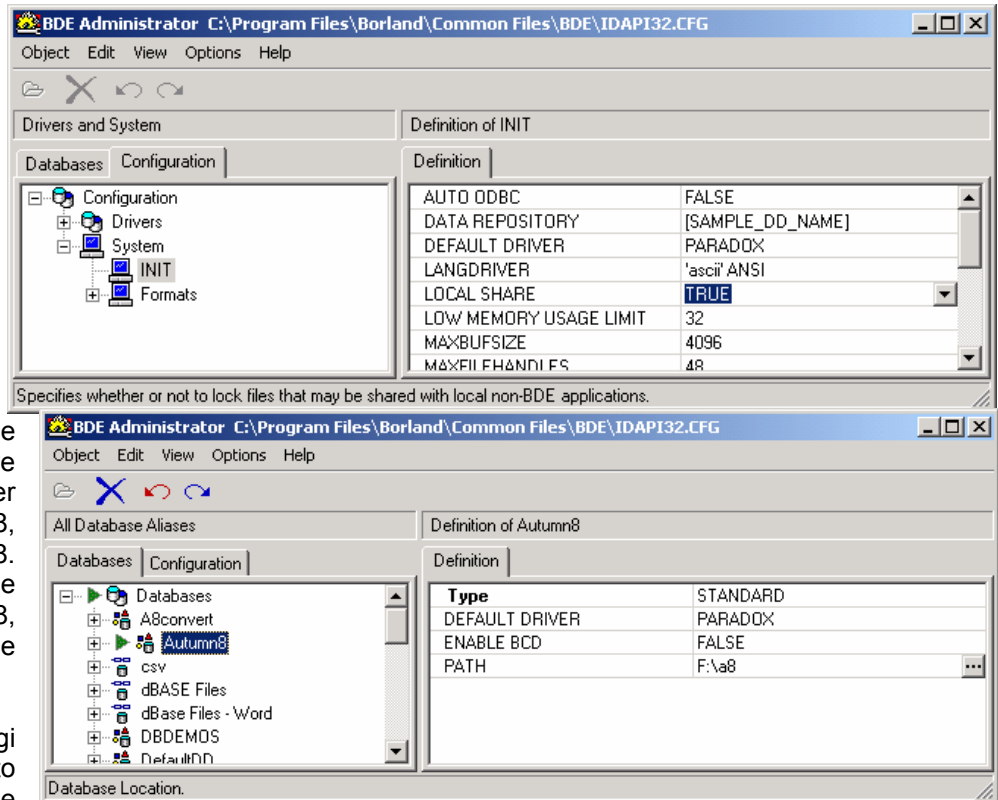 BDE Administrator C:\Program Files\Borland\Common Files\BDE\IDAPI32.CFG
Object Edit View Options Help
Drivers and System
Definition of INIT
Databases Configuration
Definition
Configuration
Drivers
System
INIT
Formats
AUTO ODBC FALSE
DATA REPOSITORY [SAMPLE_DD_NAME]
DEFAULT DRIVER PARADOX
LANGDRIVER 'ascii' ANSI
LOCAL SHARE TRUE
LOW MEMORY USAGE LIMIT 32
MAXBUFSIZE 4096
MAXFILEHANDLES 48
Specifies whether or not to lock files that may be shared with local non-BDE applications.
BDE Administrator C:\Program Files\Borland\Common Files\BDE\IDAPI32.CFG
Object Edit View Options Help
All Database Aliases
Definition of Autumn8
Databases Configuration
Definition
Databases
A8convert
Autumn8
csv
dBASE Files
dBase Files - Word
DBDEMOS
DefaultDD
Type STANDARD
DEFAULT DRIVER PARADOX
ENABLE BCD FALSE
PATH F:\a8
Database Location.